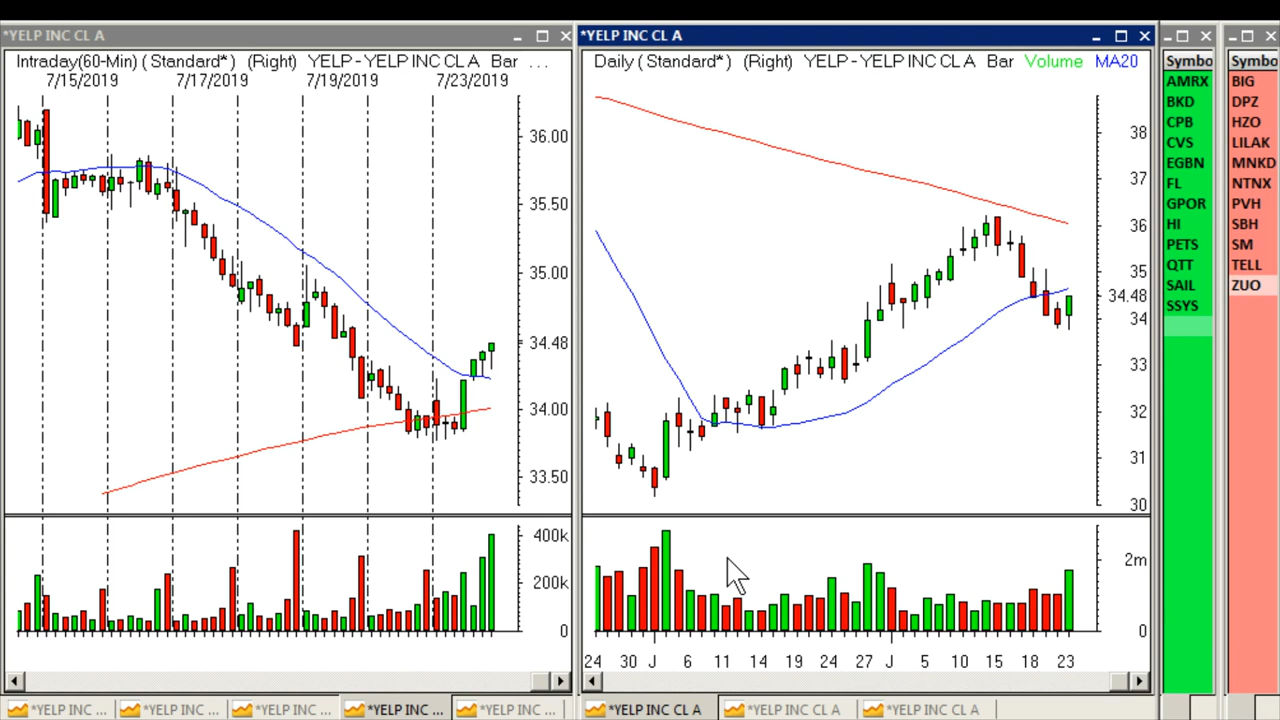 *YELP INC CL A
Intraday(60-Min) ( Standard* ) (Right) YELP - YELP INC CL A Bar ...
7/15/2019 7/17/2019 7/19/2019 7/23/2019
36.00
35.50
35.00
34.48
34.00
33.50
400k
200k
0
*YELP INC ... *YELP INC ... *YELP INC ... *YELP INC ... *YELP INC ...
*YELP INC CL A
Daily ( Standard* ) (Right) YELP - YELP INC CL A Bar Volume MA20
38
37
36
35
34.48
34
33
32
31
30
2m
0
24 30 J 6 11 14 19 24 27 J 5 10 15 18 23
*YELP INC CL A *YELP INC CL A *YELP INC CL A
Symbo
AMRX
BKD
CPB
CVS
EGBN
FL
GPOR
HI
PETS
QTT
SAIL
SSYS
Symbo
BIG
DPZ
HZO
LILAK
MNKD
NTNX
PVH
SBH
SM
TELL
ZUO